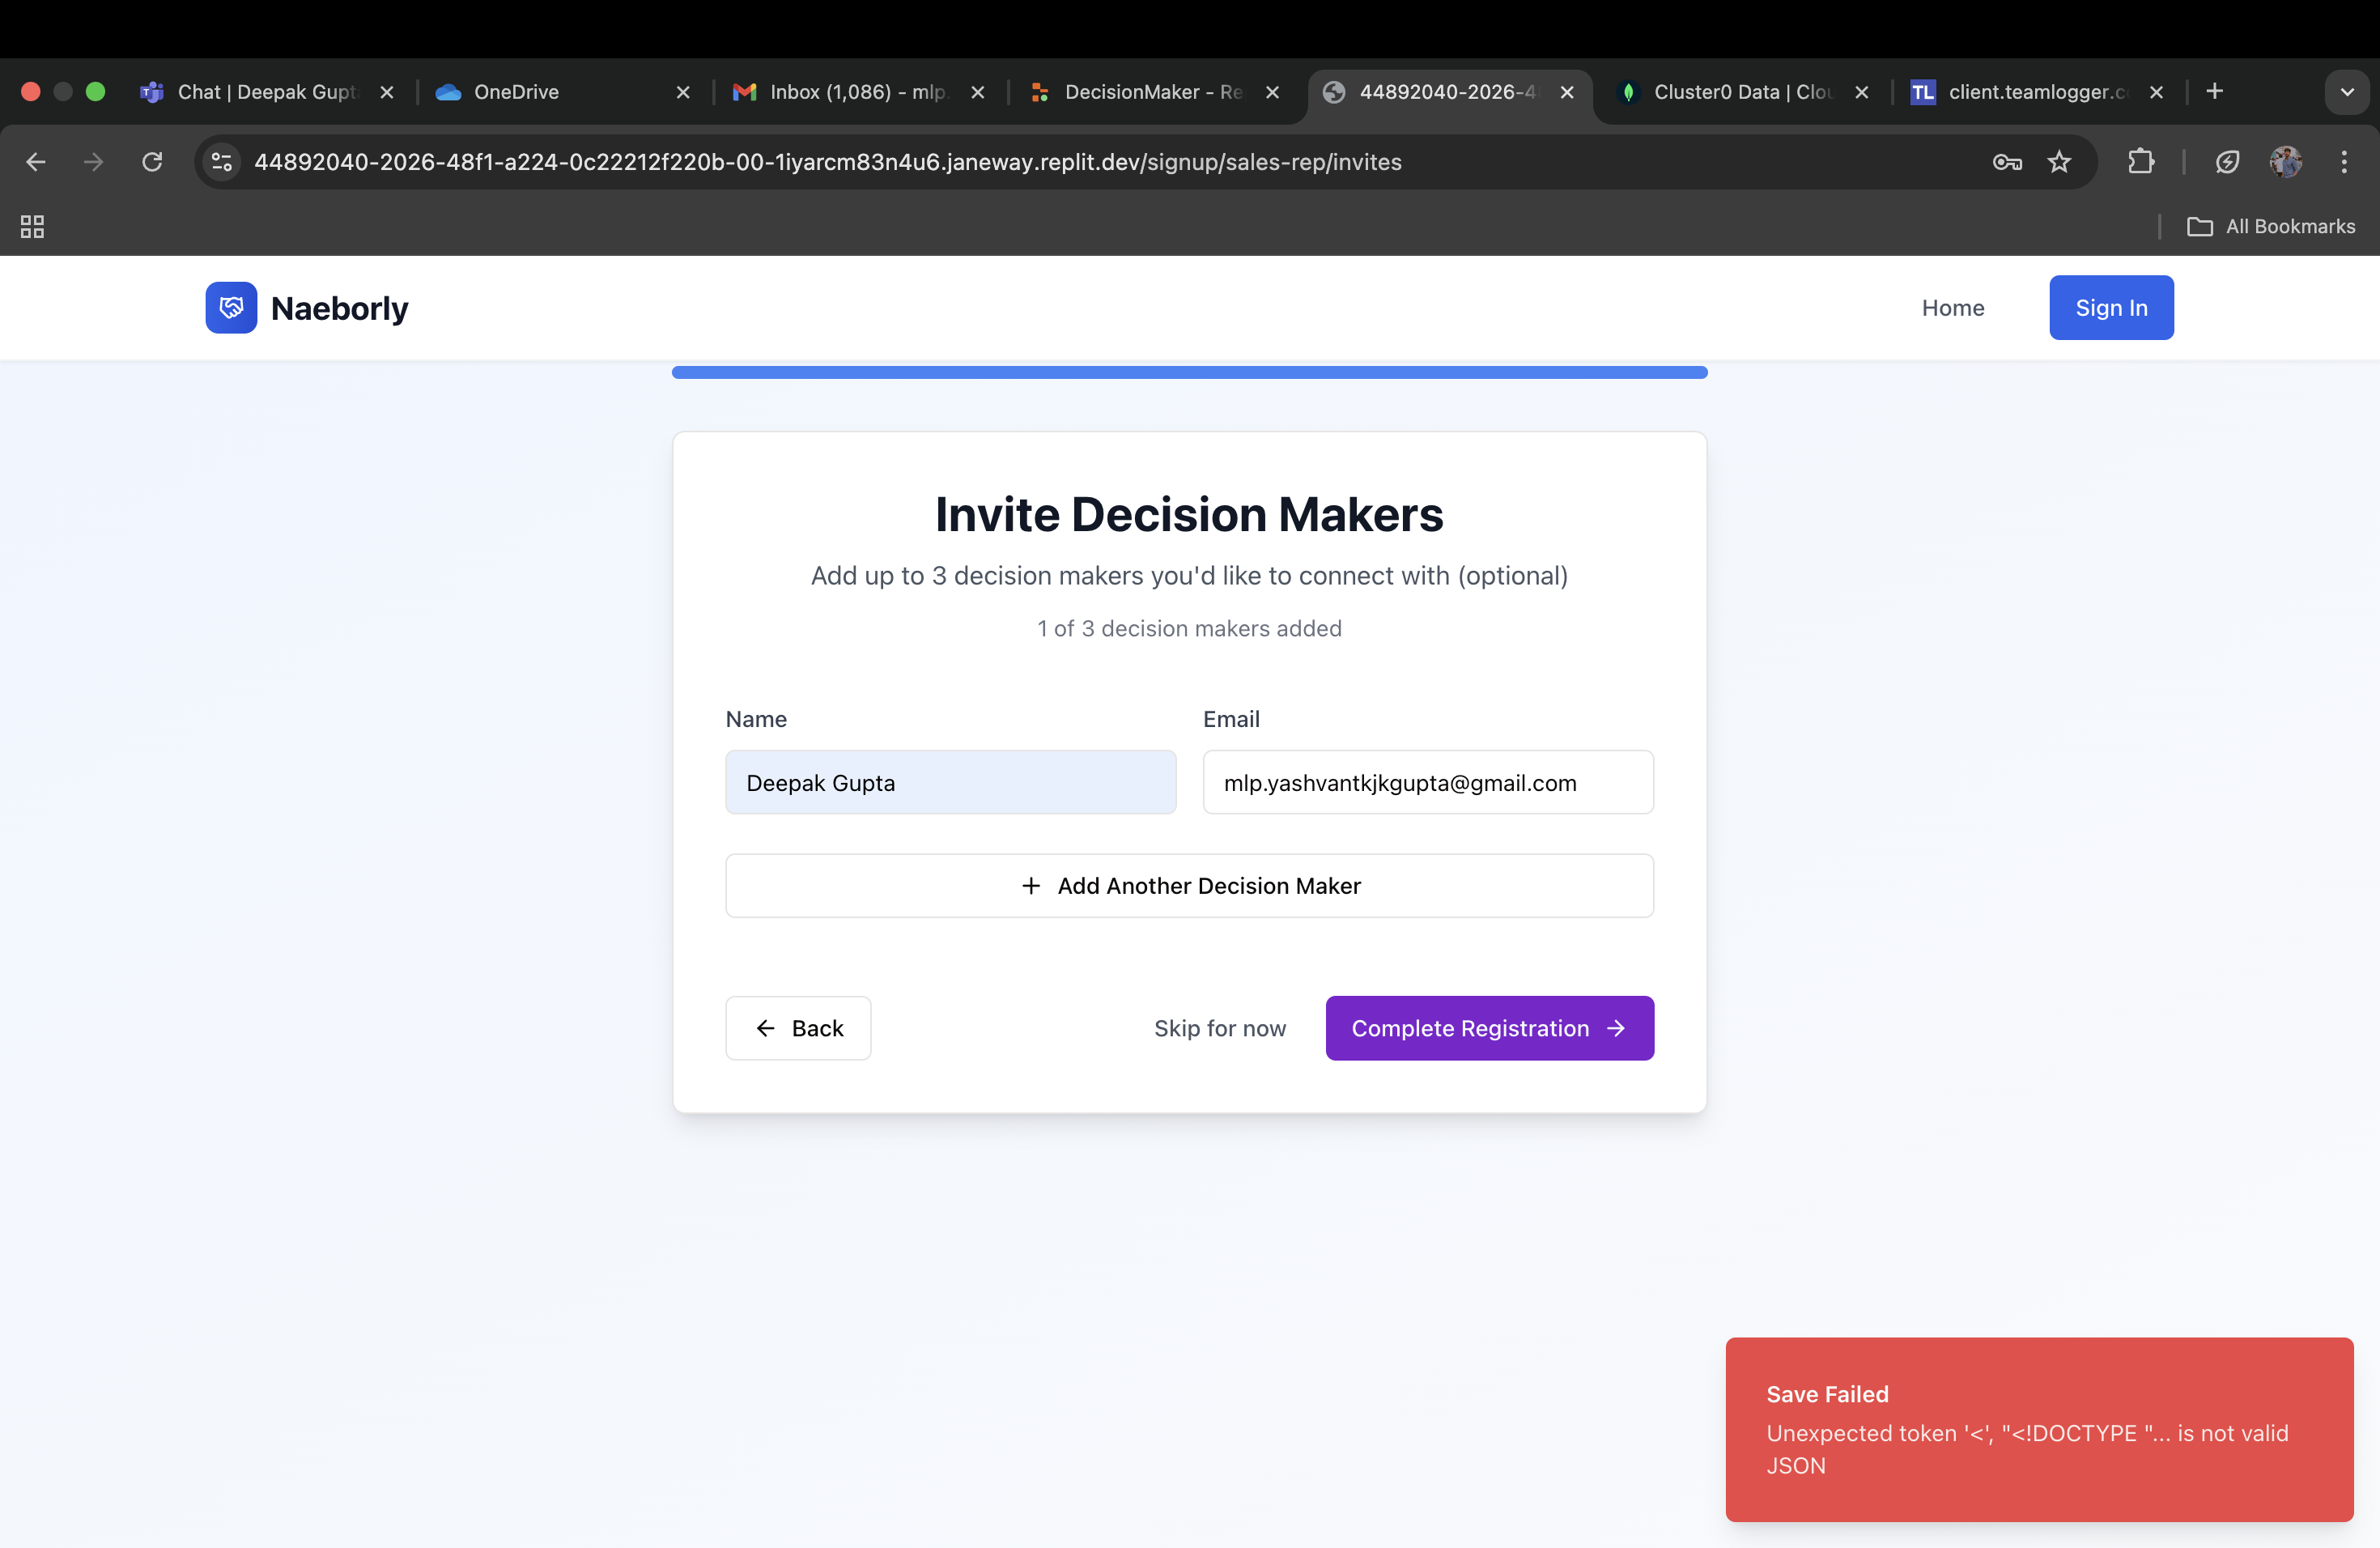 Chat | Deepak Gupt
OneDrive
Inbox (1,086) - mlp.
DecisionMaker - Re
44892040-2026-4
Cluster0 Data | Clou
TL client.teamlogger.c
44892040-2026-48f1-a224-0c22212f220b-00-1iyarcm83n4u6.janeway.replit.dev/signup/sales-rep/invites
All Bookmarks
Naeborly
Home
Sign In
Invite Decision Makers
Add up to 3 decision makers you'd like to connect with (optional)
1 of 3 decision makers added
Name
Email
Deepak Gupta
mlp.yashvantkjkgupta@gmail.com
+ Add Another Decision Maker
← Back
Skip for now
Complete Registration →
Save Failed
Unexpected token '<', "<!DOCTYPE "... is not valid
JSON